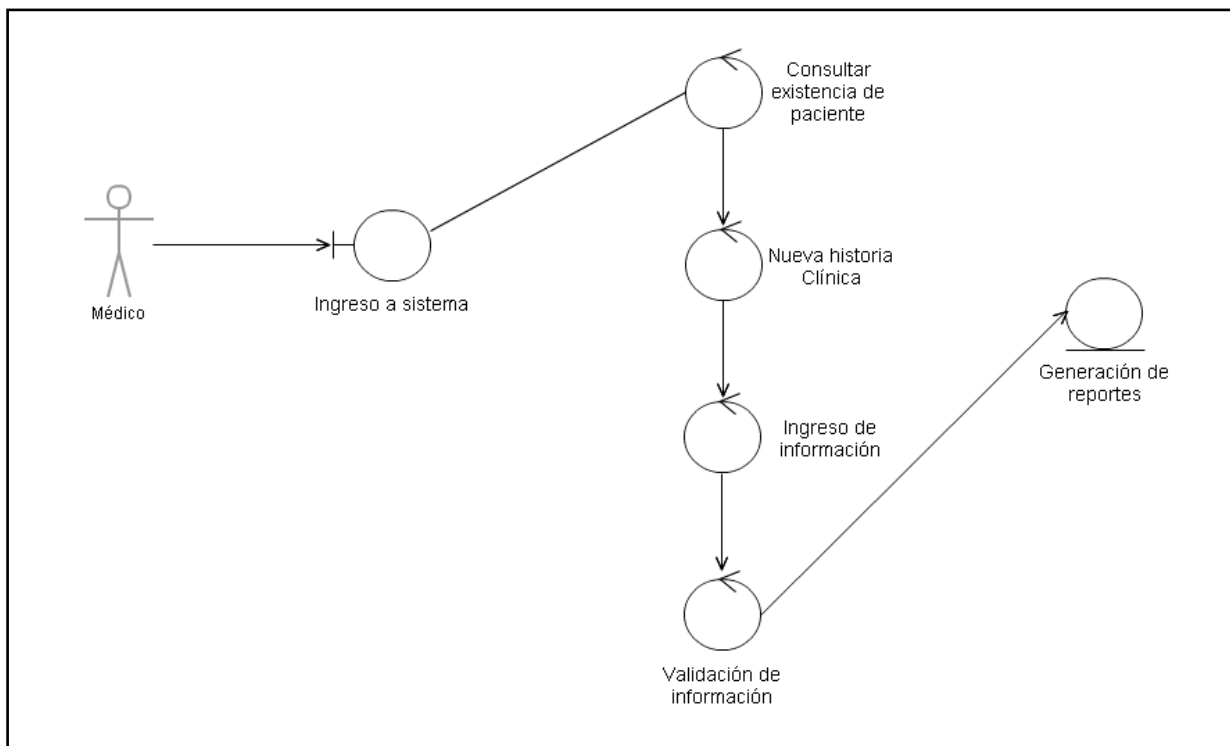 Consultar
existencia de
paciente
Médico
Ingreso a sistema
Nueva historia
Clínica
Generación de
reportes
Ingreso de
información
Validación de
información